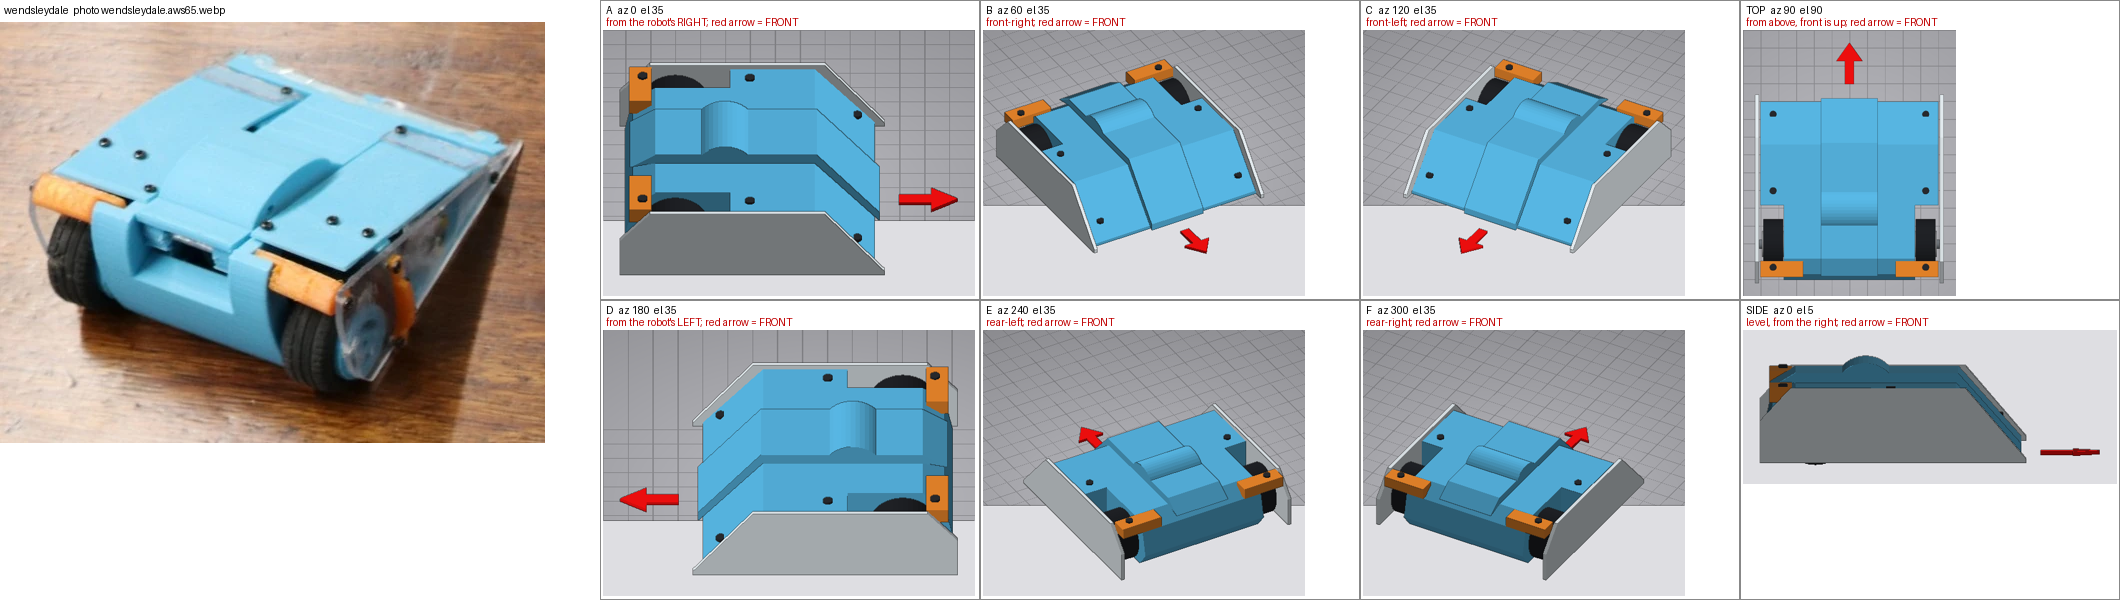 wendsleydale photo wendsleydale.aws65.webp
A az 0 el 35
from the robot's RIGHT; red arrow = FRONT
B az 60 el 35
front-right; red arrow = FRONT
C az 120 el 35
front-left; red arrow = FRONT
TOP az 90 el 90
from above, front is up; red arrow = FRONT
D az 180 el 35
from the robot's LEFT; red arrow = FRONT
E az 240 el 35
rear-left; red arrow = FRONT
F az 300 el 35
rear-right; red arrow = FRONT
SIDE az 0 el 5
level, from the right; red arrow = FRONT